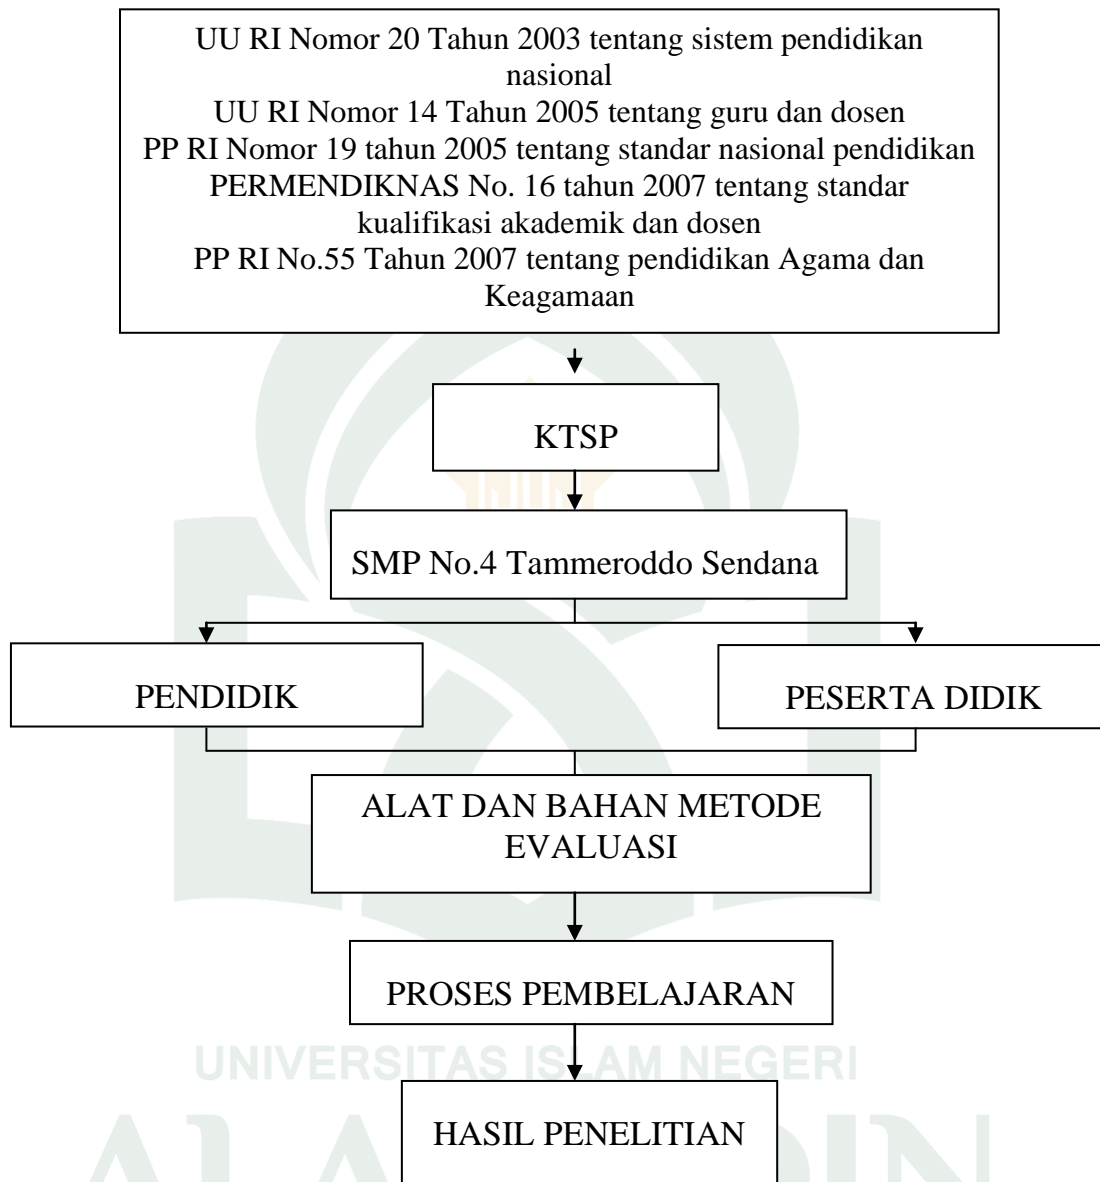 UU RI Nomor 20 Tahun 2003 tentang sistem pendidikan
nasional
UU RI Nomor 14 Tahun 2005 tentang guru dan dosen
PP RI Nomor 19 tahun 2005 tentang standar nasional pendidikan
PERMENDIKNAS No. 16 tahun 2007 tentang standar
kualifikasi akademik dan dosen
PP RI No.55 Tahun 2007 tentang pendidikan Agama dan
Keagamaan
KTSP
UIN
SMP No.4 Tammeroddo Sendana
PENDIDIK
PESERTA DIDIK
ALAT DAN BAHAN METODE
EVALUASI
PROSES PEMBELAJARAN
UNIVERSITAS ISLAM NEGERI
HASIL PENELITIAN